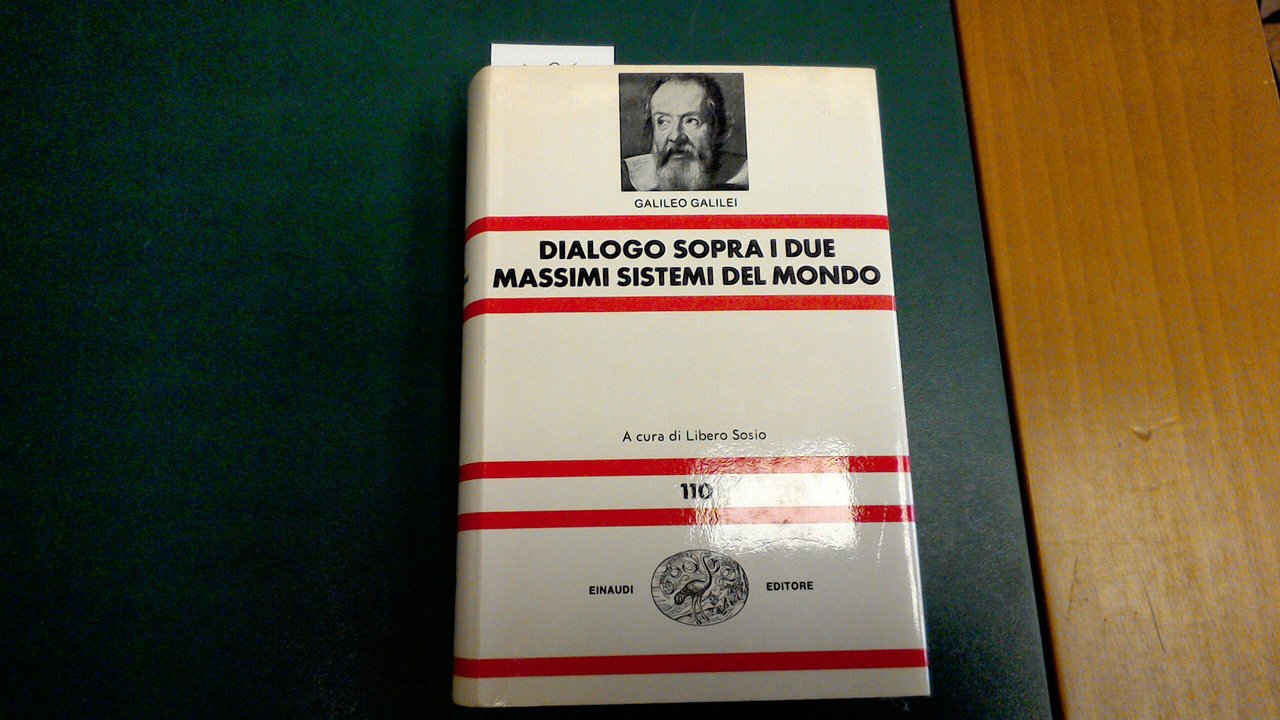 GALILEO GALILEI
DIALOGO SOPRA I DUE
MASSIMI SISTEMI DEL MONDO
A cura di Libero Sosio
110
EINAUDI EDITORE